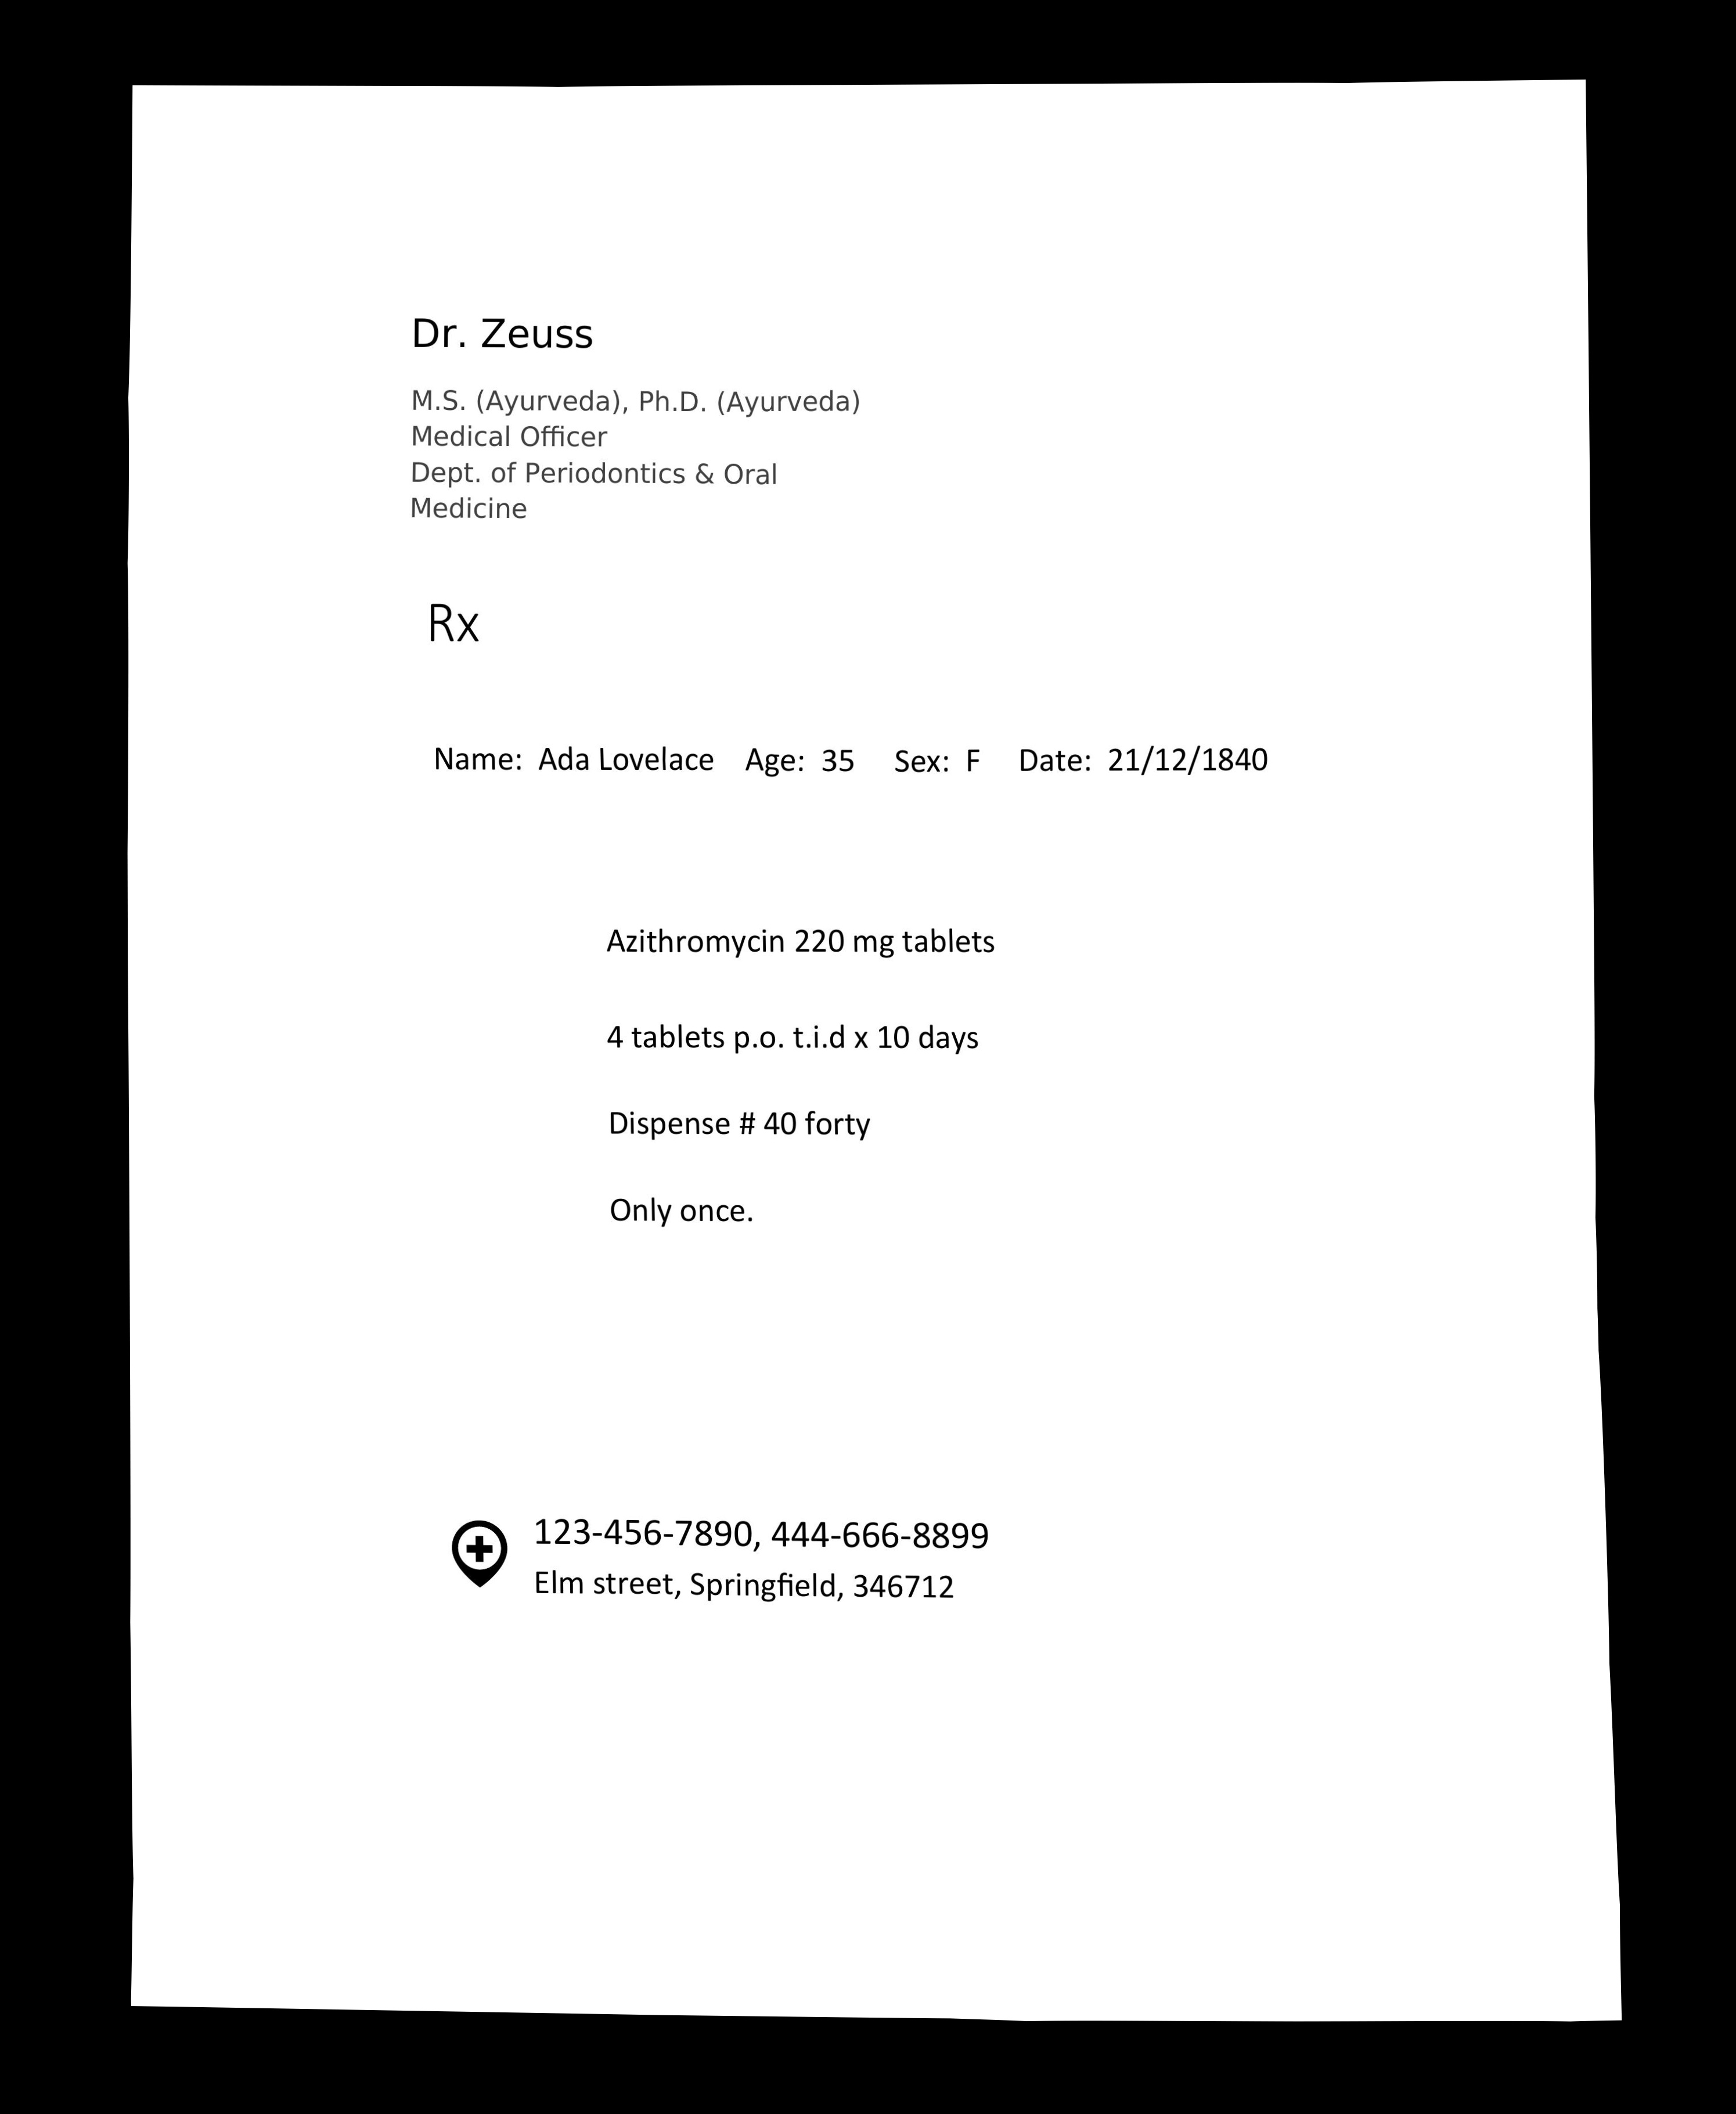 Dr. Zeuss
M.S. (Ayurveda), Ph.D. (Ayurveda)
Medical Officer
Dept. of Periodontics & Oral
Medicine
Rx
Name: Ada Lovelace Age: 35 Sex: F Date: 21/12/1840
Azithromycin 220 mg tablets
4 tablets p.o. t.i.d x 10 days
Dispense # 40 forty
Only once.
123-456-7890, 444-666-8899
Elm street, Springfield, 346712